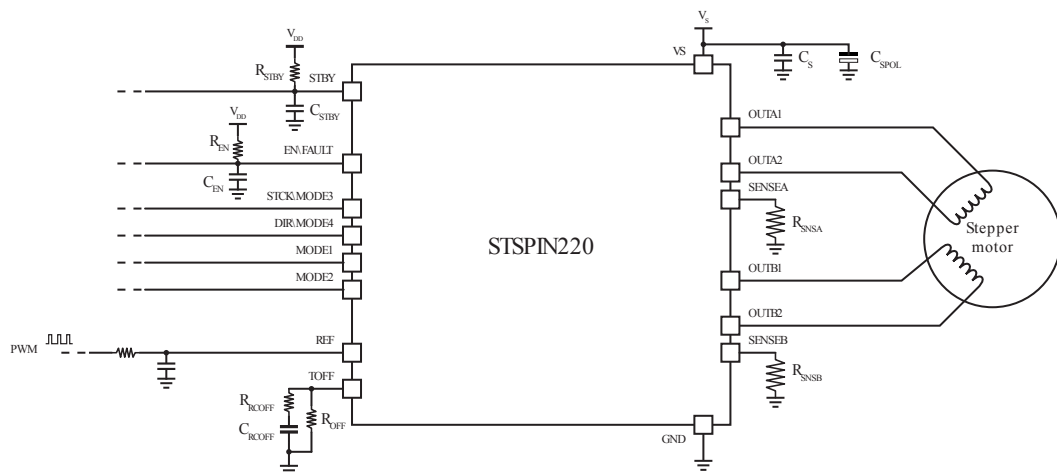 VS
VDD
VS
RSTBY
STBY
CS
CSPOL
CSTBY
VDD
OUTA1
REN
EN\FAULT
OUTA2
CEN
SENSEA
STCK\MODE3
DIR\MODE4
RSNSA
STSPIN220
Stepper
motor
MODE1
MODE2
OUTB1
OUTB2
PWM
REF
SENSEB
TOFF
RSNSB
RRCOFF
ROFF
CRCOFF
GND